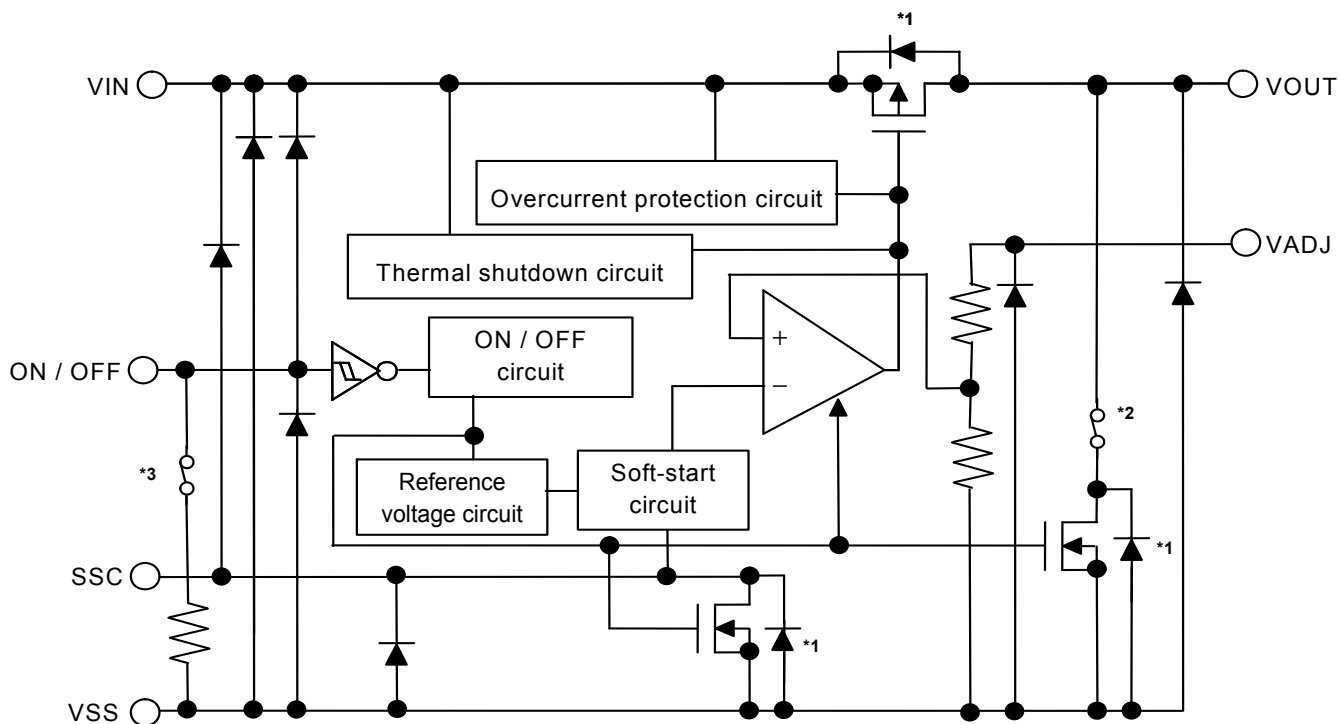 *1
VIN
VOUT
Overcurrent protection circuit
VADJ
Thermal shutdown circuit
ON / OFF
ON / OFF
circuit
+
−
*2
*3
Reference
voltage circuit
Soft-start
circuit
*1
SSC
*1
VSS